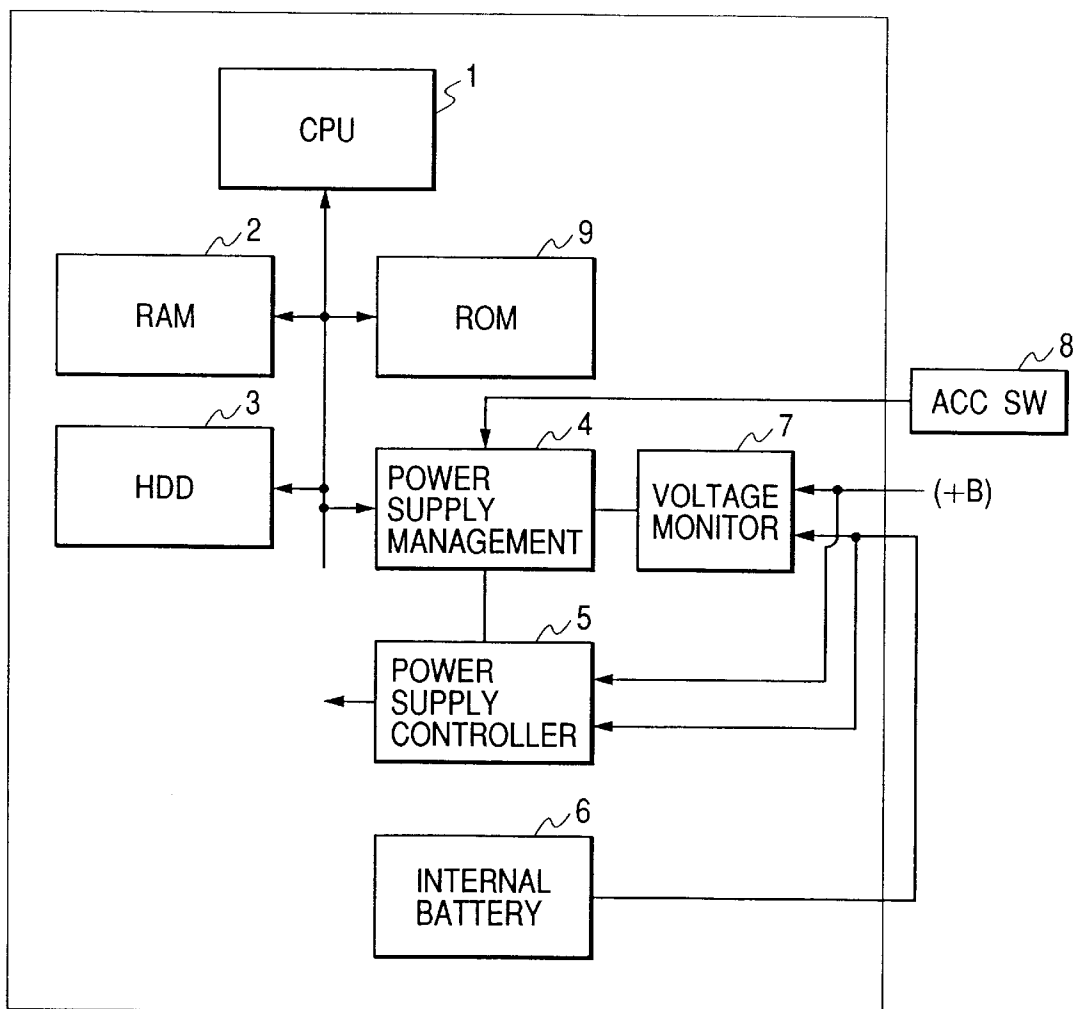 1
CPU
2
RAM
9
ROM
8
ACC SW
3
HDD
4
POWER
SUPPLY
MANAGEMENT
7
VOLTAGE
MONITOR
(+B)
5
POWER
SUPPLY
CONTROLLER
6
INTERNAL
BATTERY